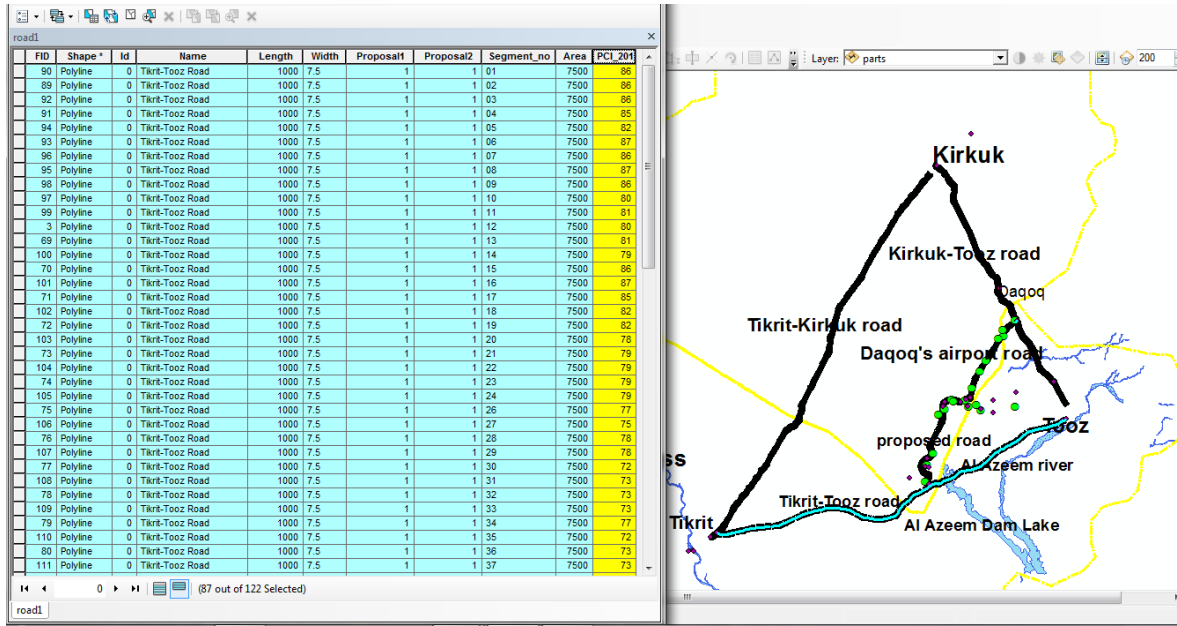 road1
FID Shape * Id Name Length Width Proposal1 Proposal2 Segment_no Area PCI_201
90 Polyline 0 Tikrit-Tooz Road 1000 7.5 1 1 01 7500 86
89 Polyline 0 Tikrit-Tooz Road 1000 7.5 1 1 02 7500 86
92 Polyline 0 Tikrit-Tooz Road 1000 7.5 1 1 03 7500 86
91 Polyline 0 Tikrit-Tooz Road 1000 7.5 1 1 04 7500 85
94 Polyline 0 Tikrit-Tooz Road 1000 7.5 1 1 05 7500 82
93 Polyline 0 Tikrit-Tooz Road 1000 7.5 1 1 06 7500 87
96 Polyline 0 Tikrit-Tooz Road 1000 7.5 1 1 07 7500 86
95 Polyline 0 Tikrit-Tooz Road 1000 7.5 1 1 08 7500 87
98 Polyline 0 Tikrit-Tooz Road 1000 7.5 1 1 09 7500 86
97 Polyline 0 Tikrit-Tooz Road 1000 7.5 1 1 10 7500 80
99 Polyline 0 Tikrit-Tooz Road 1000 7.5 1 1 11 7500 81
3 Polyline 0 Tikrit-Tooz Road 1000 7.5 1 1 12 7500 80
69 Polyline 0 Tikrit-Tooz Road 1000 7.5 1 1 13 7500 81
100 Polyline 0 Tikrit-Tooz Road 1000 7.5 1 1 14 7500 79
70 Polyline 0 Tikrit-Tooz Road 1000 7.5 1 1 15 7500 86
101 Polyline 0 Tikrit-Tooz Road 1000 7.5 1 1 16 7500 87
71 Polyline 0 Tikrit-Tooz Road 1000 7.5 1 1 17 7500 85
102 Polyline 0 Tikrit-Tooz Road 1000 7.5 1 1 18 7500 82
72 Polyline 0 Tikrit-Tooz Road 1000 7.5 1 1 19 7500 82
103 Polyline 0 Tikrit-Tooz Road 1000 7.5 1 1 20 7500 78
73 Polyline 0 Tikrit-Tooz Road 1000 7.5 1 1 21 7500 79
104 Polyline 0 Tikrit-Tooz Road 1000 7.5 1 1 22 7500 79
74 Polyline 0 Tikrit-Tooz Road 1000 7.5 1 1 23 7500 79
105 Polyline 0 Tikrit-Tooz Road 1000 7.5 1 1 24 7500 79
75 Polyline 0 Tikrit-Tooz Road 1000 7.5 1 1 26 7500 77
106 Polyline 0 Tikrit-Tooz Road 1000 7.5 1 1 27 7500 75
76 Polyline 0 Tikrit-Tooz Road 1000 7.5 1 1 28 7500 78
107 Polyline 0 Tikrit-Tooz Road 1000 7.5 1 1 29 7500 78
77 Polyline 0 Tikrit-Tooz Road 1000 7.5 1 1 30 7500 72
108 Polyline 0 Tikrit-Tooz Road 1000 7.5 1 1 31 7500 73
78 Polyline 0 Tikrit-Tooz Road 1000 7.5 1 1 32 7500 73
109 Polyline 0 Tikrit-Tooz Road 1000 7.5 1 1 33 7500 73
79 Polyline 0 Tikrit-Tooz Road 1000 7.5 1 1 34 7500 77
110 Polyline 0 Tikrit-Tooz Road 1000 7.5 1 1 35 7500 72
80 Polyline 0 Tikrit-Tooz Road 1000 7.5 1 1 36 7500 73
111 Polyline 0 Tikrit-Tooz Road 1000 7.5 1 1 37 7500 73
0 (87 out of 122 Selected)
road1
Layer: parts 200
Kirkuk
Kirkuk-Tooz road
Daqoq
Tikrit-Kirkuk road
Daqoq's airport road
Tooz
proposed road
ss
Al Azeem river
Tikrit-Tooz road
Tikrit
Al Azeem Dam Lake